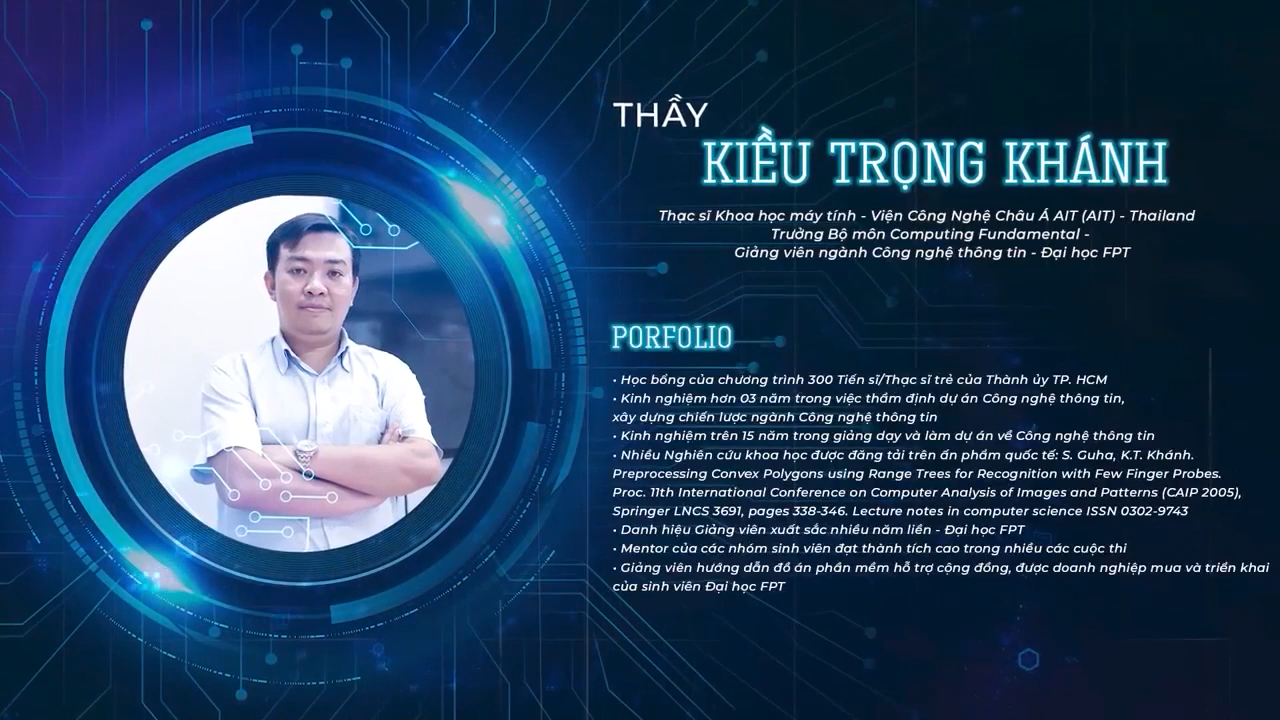 THẦY
KIỀU TRỌNG KHÁNH
Thạc sĩ Khoa học máy tính - Viện Công Nghệ Châu Á AIT (AIT) - Thailand
Trưởng Bộ môn Computing Fundamental -
Giảng viên ngành Công nghệ thông tin - Đại học FPT
PORFOLIO
• Học bổng của chương trình 300 Tiến sĩ/Thạc sĩ trẻ của Thành ủy TP. HCM
• Kinh nghiệm hơn 03 năm trong việc thẩm định dự án Công nghệ thông tin,
xây dựng chiến lược ngành Công nghệ thông tin
• Kinh nghiệm trên 15 năm trong giảng dạy và làm dự án về Công nghệ thông tin
• Nhiều Nghiên cứu khoa học được đăng tải trên ấn phẩm quốc tế: S. Guha, K.T. Khánh.
Preprocessing Convex Polygons using Range Trees for Recognition with Few Finger Probes.
Proc. 11th International Conference on Computer Analysis of Images and Patterns (CAIP 2005),
Springer LNCS 3691, pages 338-346. Lecture notes in computer science ISSN 0302-9743
• Danh hiệu Giảng viên xuất sắc nhiều năm liền - Đại học FPT
• Mentor của các nhóm sinh viên đạt thành tích cao trong nhiều các cuộc thi
• Giảng viên hướng dẫn đồ án phần mềm hỗ trợ cộng đồng, được doanh nghiệp mua và triển khai
của sinh viên Đại học FPT